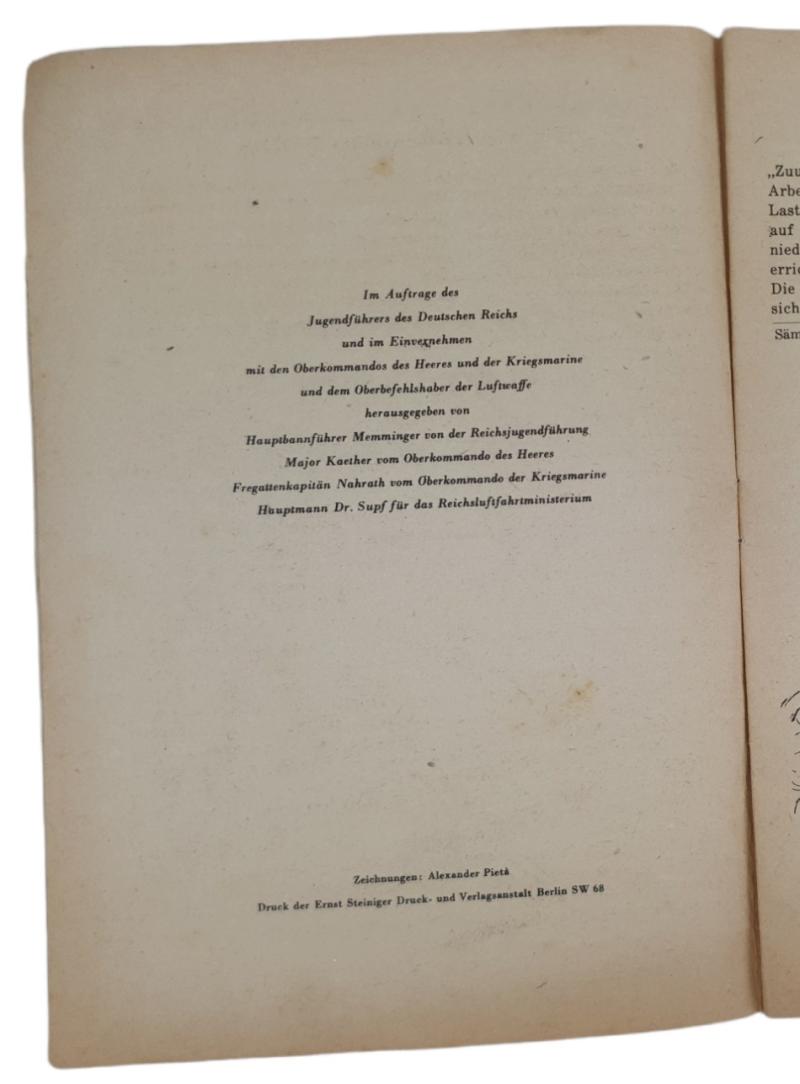 Im Auftrage des
Jugendführers des Deutschen Reichs
und im Einvernehmen
mit den Oberkommandos des Heeres und der Kriegsmarine
und dem Oberbefehlshaber der Luftwaffe
herausgegeben von
Hauptbannführer Memminger von der Reichsjugendführung
Major Kaether vom Oberkommando des Heeres
Fregattenkapitän Nahrath vom Oberkommando der Kriegsmarine
Hauptmann Dr. Supf für das Reichsluftfahrtministerium
Zeichnungen: Alexander Pietà
Druck der Ernst Steiniger Druck- und Verlagsanstalt Berlin SW 68
„Zuu
Arbe
Last
auf
nied
erric
Die
sich
Säm